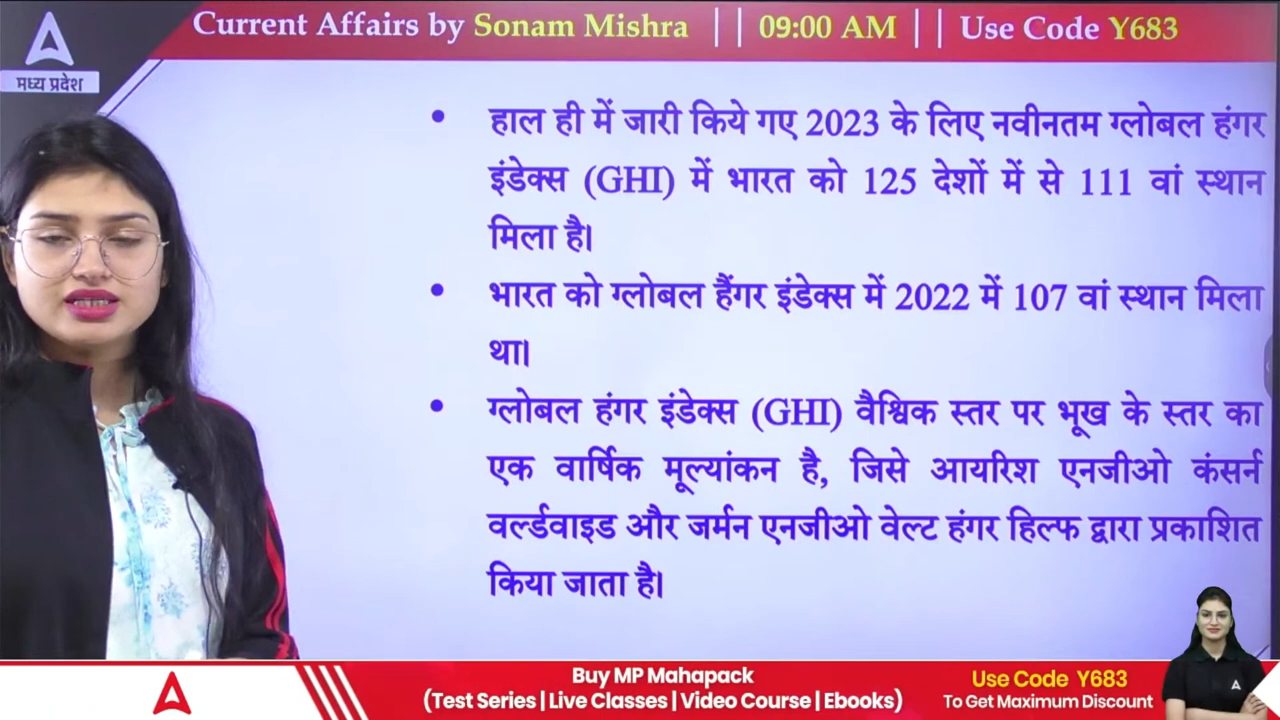 Current Affairs by Sonam Mishra || 09:00 AM || Use Code Y683
मध्य प्रदेश
• हाल ही में जारी किये गए 2023 के लिए नवीनतम ग्लोबल हंगर
इंडेक्स (GHI) में भारत को 125 देशों में से 111 वां स्थान
मिला है।
• भारत को ग्लोबल हैंगर इंडेक्स में 2022 में 107 वां स्थान मिला
था।
• ग्लोबल हंगर इंडेक्स (GHI) वैश्विक स्तर पर भूख के स्तर का
एक वार्षिक मूल्यांकन है, जिसे आयरिश एनजीओ कंसर्न
वर्ल्डवाइड और जर्मन एनजीओ वेल्ट हंगर हिल्फ द्वारा प्रकाशित
किया जाता है।
Buy MP Mahapack
(Test Series | Live Classes | Video Course | Ebooks)
Use Code Y683
To Get Maximum Discount